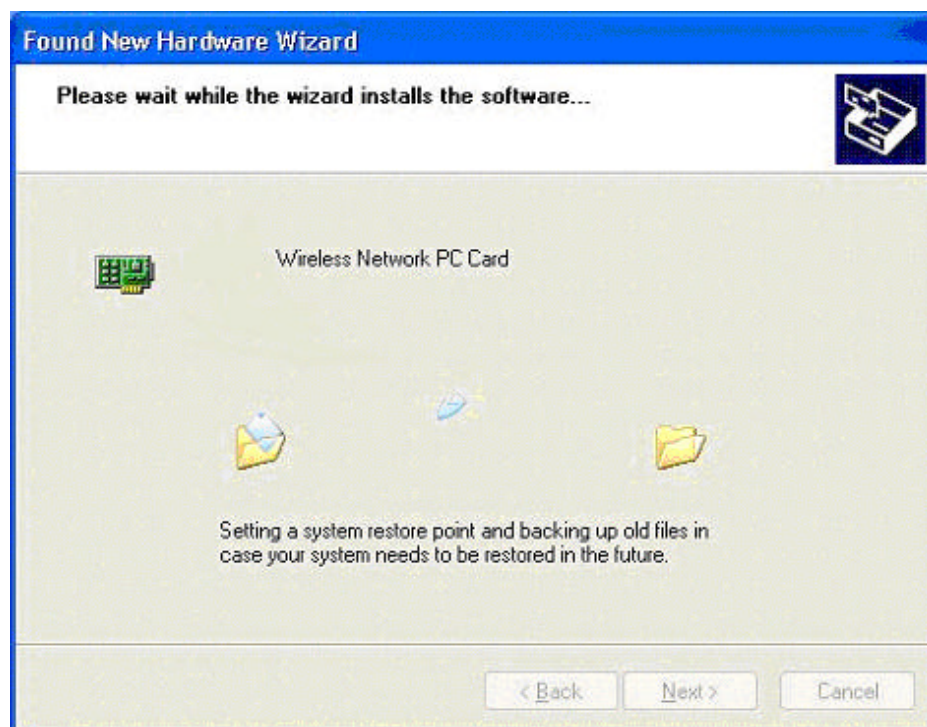 Found New Hardware Wizard
Please wait while the wizard installs the software...
Wireless Network PC Card
Setting a system restore point and backing up old files in
case your system needs to be restored in the future.
< Back
Next >
Cancel